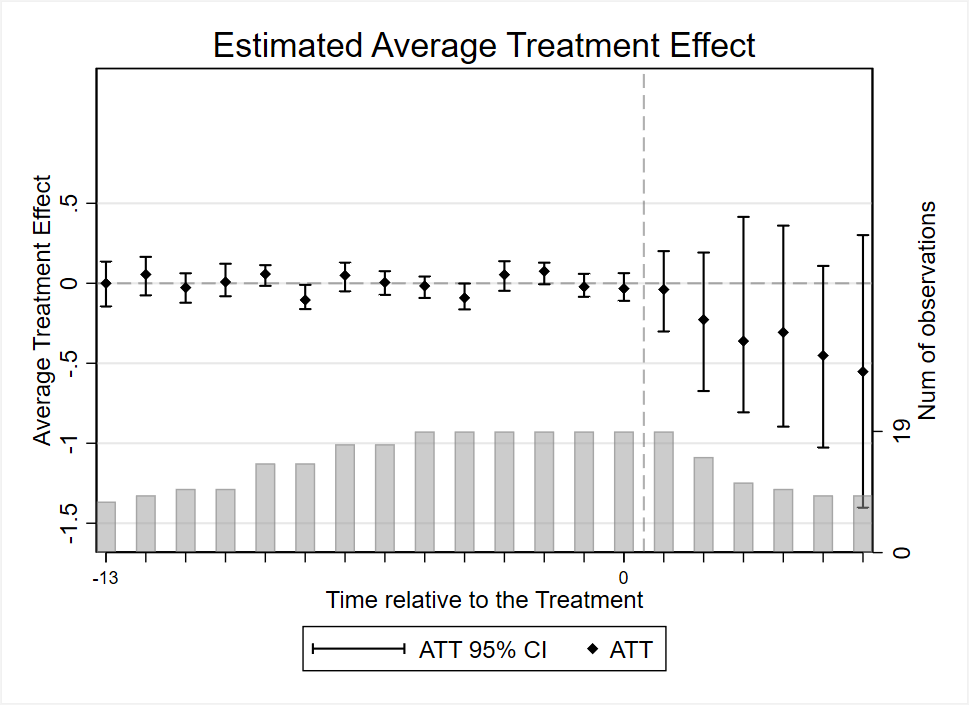 Estimated Average Treatment Effect
Average Treatment Effect
.5
0
-.5
-1
-1.5
Num of observations
19
0
-13
0
Time relative to the Treatment
ATT 95% CI
ATT